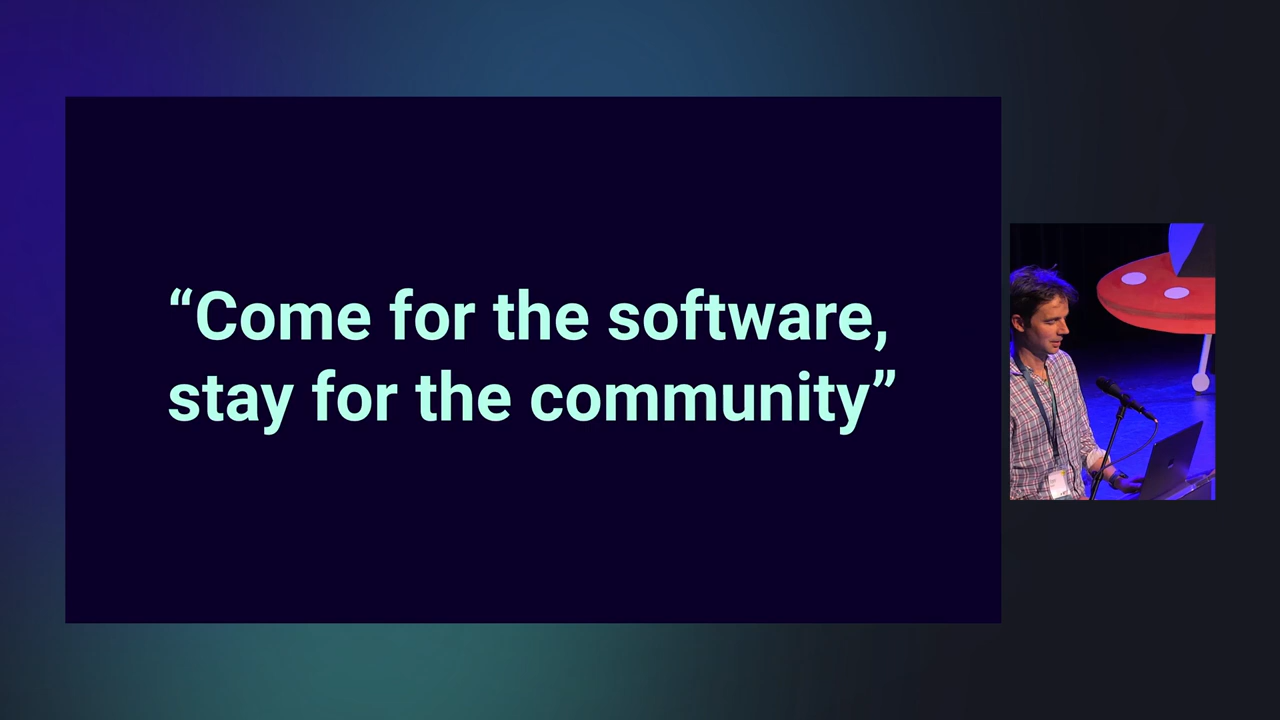 “Come for the software,
stay for the community”